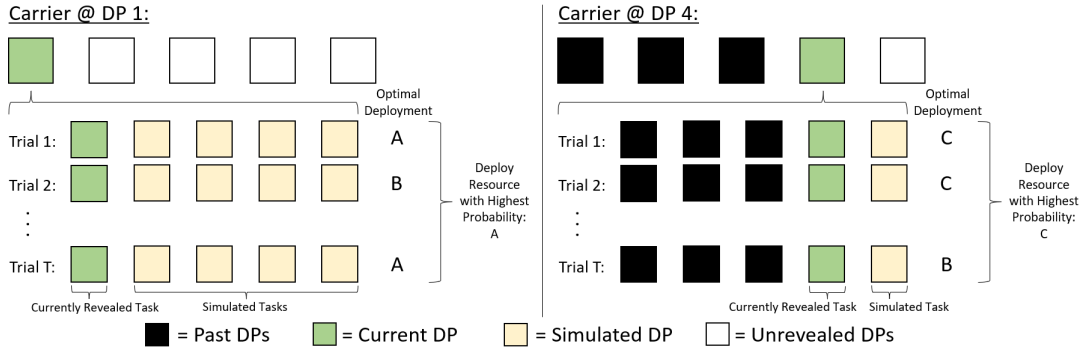 Carrier @ DP 1:
Optimal
Deployment
Trial 1:
A
Trial 2:
B
Trial T:
A
Deploy
Resource
with Highest
Probability:
A
Currently Revealed Task
Simulated Tasks
Carrier @ DP 4:
Optimal
Deployment
Trial 1:
C
Trial 2:
C
Trial T:
B
Deploy
Resource
with Highest
Probability:
C
Currently Revealed Task
Simulated Task
= Past DPs
= Current DP
= Simulated DP
= Unrevealed DPs